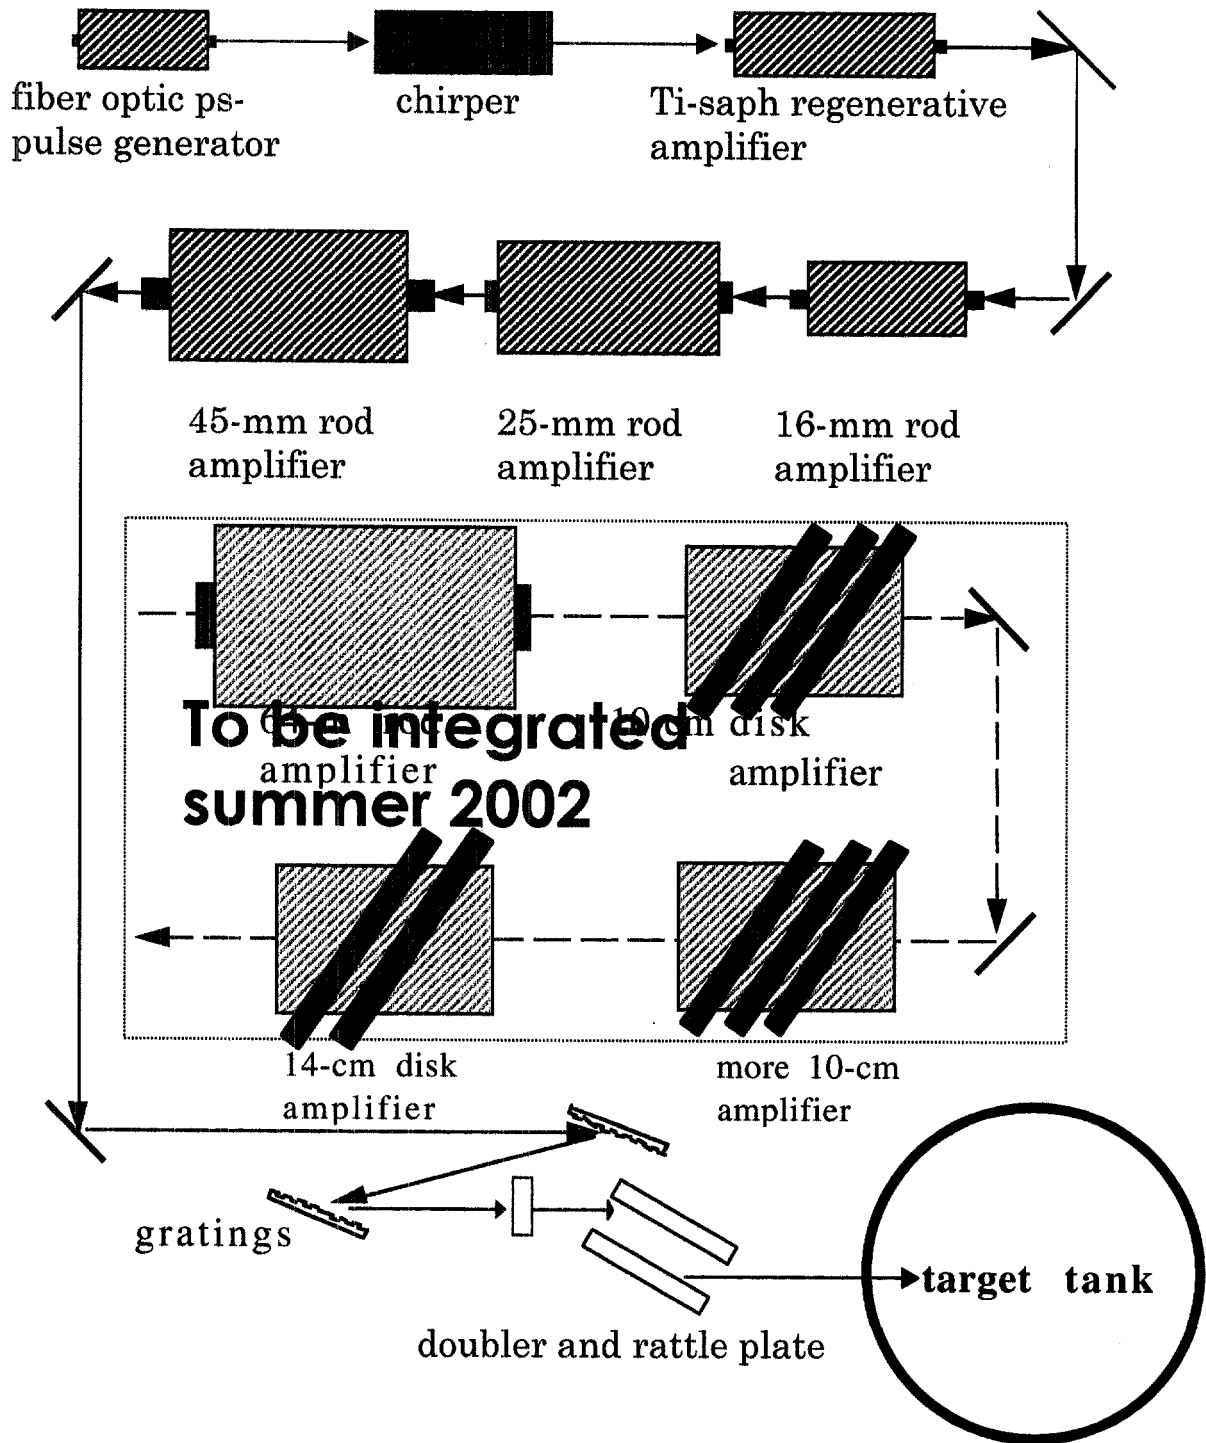 fiber optic ps-
pulse generator
chirper
Ti-saph regenerative
amplifier
45-mm rod
amplifier
25-mm rod
amplifier
16-mm rod
amplifier
To be integrated
summer 2002
amplifier
10-cm disk
amplifier
14-cm disk
amplifier
more 10-cm
amplifier
gratings
target tank
doubler and rattle plate